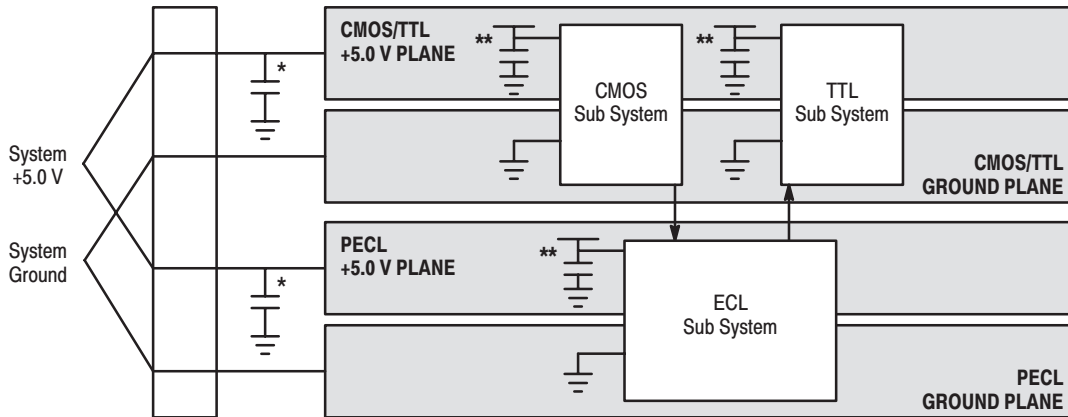 CMOS/TTL
+5.0 V PLANE
**
**
*
CMOS
Sub System
TTL
Sub System
System
+5.0 V
CMOS/TTL
GROUND PLANE
System
Ground
PECL
+5.0 V PLANE
**
*
ECL
Sub System
PECL
GROUND PLANE